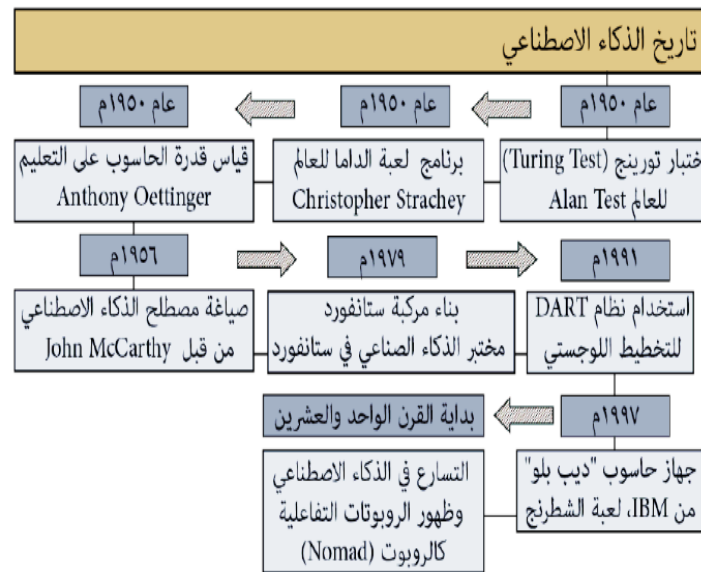 تاريخ الذكاء الاصطناعي
عام ١٩٥٠م
ختبار تورينج (Turing Test)
للعالم Alan Test
عام ١٩٥٠م
برنامج لعبة الداما للعالم
Christopher Strachey
عام ١٩٥٠م
قياس قدرة الحاسوب على التعليم
Anthony Oettinger
١٩٥٦م
صياغة مصطلح الذكاء الاصطناعي
من قبل John McCarthy
١٩٧٩م
بناء مركبة ستانفورد
مختبر الذكاء الصناعي في ستانفورد
١٩٩١م
استخدام نظام DART
للتخطيط اللوجستي
١٩٩٧م
جهاز حاسوب "ديب بلو"
من IBM، لعبة الشطرنج
بداية القرن الواحد والعشرين
التسارع في الذكاء الاصطناعي
وظهور الروبوتات التفاعلية
كالروبوت (Nomad)